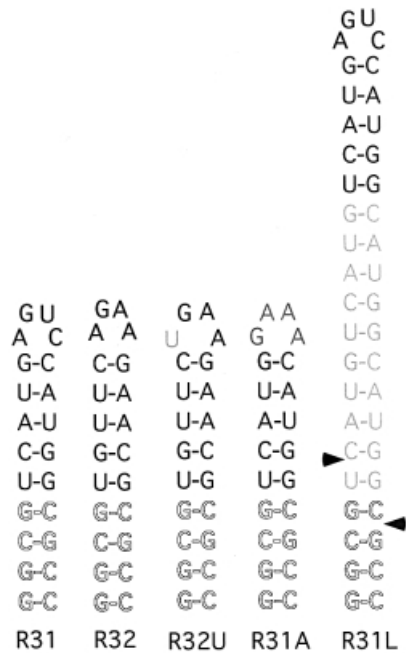 GU
A C
G-C
U-A
A-U
C-G
U-G
G-C
U-A
A-U
GU GA GA AA C-G
A C A A U A G A U-G
G-C C-G C-G G-C G-C
U-A U-A U-A U-A U-A
A-U U-A U-A A-U A-U
C-G G-C G-C C-G C-G
U-G U-G U-G U-G U-G
G-C G-C G-C G-C G-C
C-G C-G C-G C-G C-G
G-C G-C G-C G-C G-C
G-C G-C G-C G-C G-C
R31 R32 R32U R31A R31L